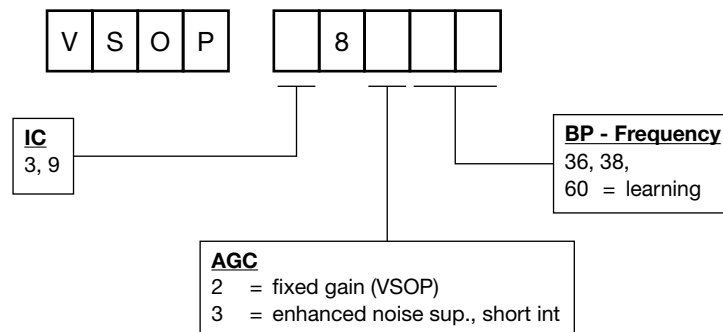 V S O P 8
IC
3, 9
BP - Frequency
36, 38,
60 = learning
AGC
2 = fixed gain (VSOP)
3 = enhanced noise sup., short int